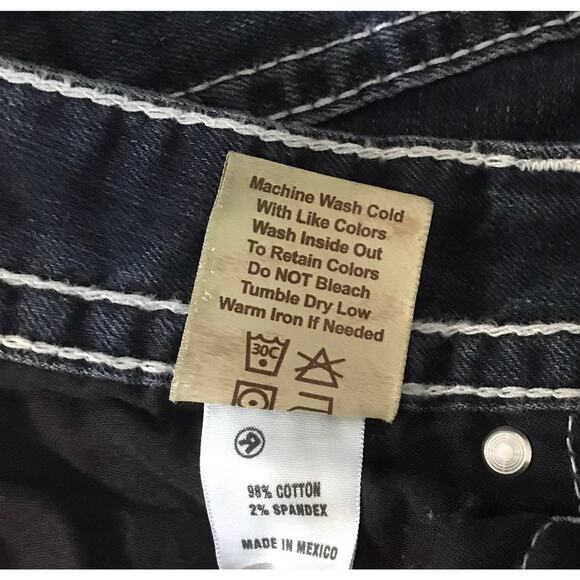 Machine Wash Cold
With Like Colors
Wash Inside Out
To Retain Colors
Do NOT Bleach
Tumble Dry Low
Warm Iron If Needed
30C
R
98% COTTON
2% SPANDEX
MADE IN MEXICO